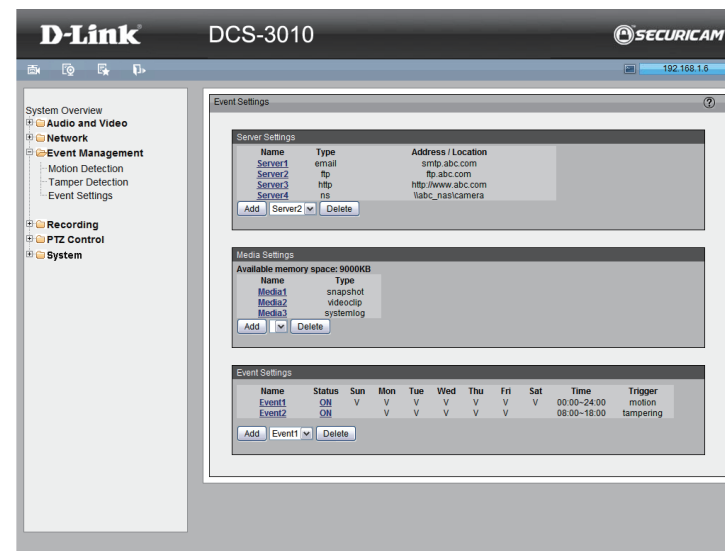 D-Link DCS-3010 SECURICAM
192.168.1.6
System Overview
Audio and Video
Network
Event Management
Motion Detection
Tamper Detection
Event Settings
Recording
PTZ Control
System
Event Settings ?
Server Settings
Name Type Address / Location
Server1 email smtp.abc.com
Server2 ftp ftp.abc.com
Server3 http http://www.abc.com
Server4 ns \\abc_nas\camera
Add Server2 Delete
Media Settings
Available memory space: 9000KB
Name Type
Media1 snapshot
Media2 videoclip
Media3 systemlog
Add Delete
Event Settings
Name Status Sun Mon Tue Wed Thu Fri Sat Time Trigger
Event1 ON V V V V V V V 00:00~24:00 motion
Event2 ON V V V V V 08:00~18:00 tampering
Add Event1 Delete